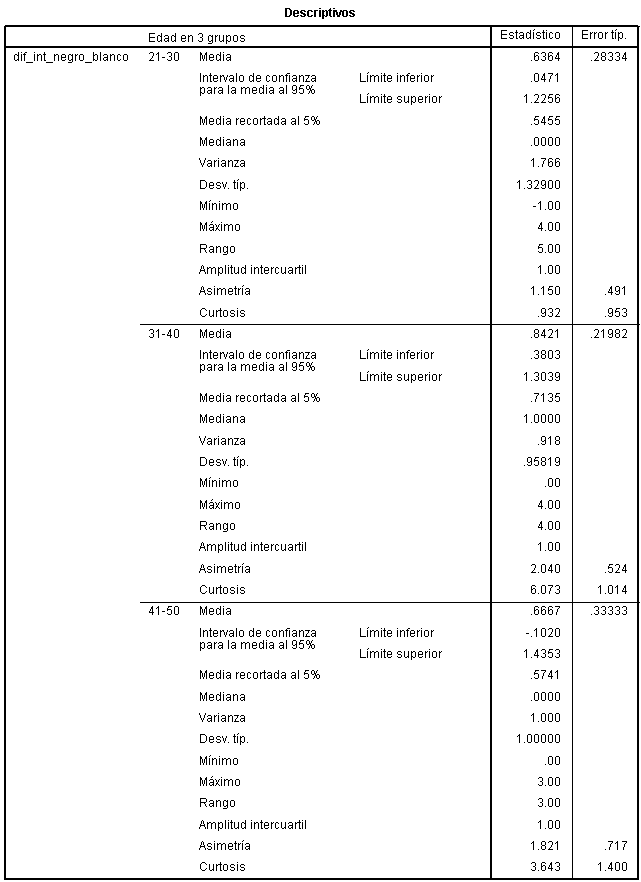 Descriptivos
Edad en 3 grupos Estadístico Error típ.
dif_int_negro_blanco 21-30 Media .6364 .28334
Intervalo de confianza para la media al 95% Límite inferior .0471
Límite superior 1.2256
Media recortada al 5% .5455
Mediana .0000
Varianza 1.766
Desv. típ. 1.32900
Mínimo -1.00
Máximo 4.00
Rango 5.00
Amplitud intercuartil 1.00
Asimetría 1.150 .491
Curtosis .932 .953
31-40 Media .8421 .21982
Intervalo de confianza para la media al 95% Límite inferior .3803
Límite superior 1.3039
Media recortada al 5% .7135
Mediana 1.0000
Varianza .918
Desv. típ. .95819
Mínimo .00
Máximo 4.00
Rango 4.00
Amplitud intercuartil 1.00
Asimetría 2.040 .524
Curtosis 6.073 1.014
41-50 Media .6667 .33333
Intervalo de confianza para la media al 95% Límite inferior -.1020
Límite superior 1.4353
Media recortada al 5% .5741
Mediana .0000
Varianza 1.000
Desv. típ. 1.00000
Mínimo .00
Máximo 3.00
Rango 3.00
Amplitud intercuartil 1.00
Asimetría 1.821 .717
Curtosis 3.643 1.400